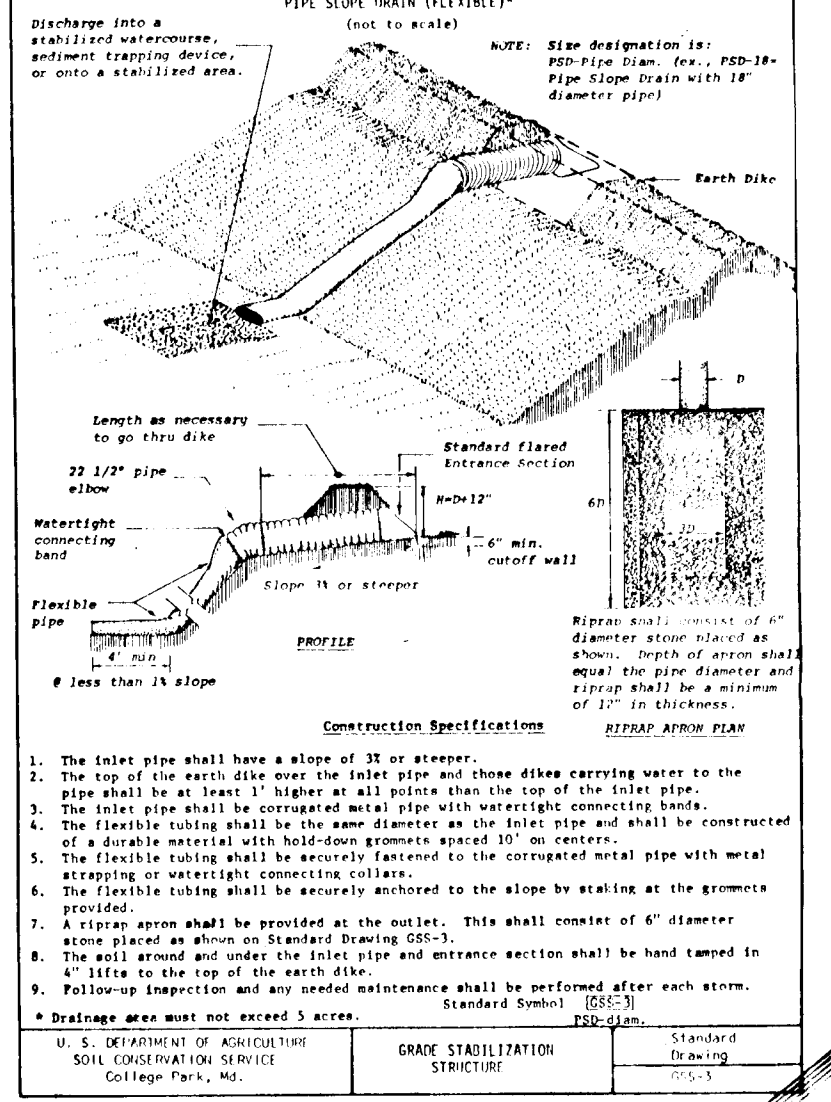 PIPE SLOPE DRAIN (FLEXIBLE)*
(not to scale)
Discharge into a
stabilized watercourse,
sediment trapping device,
or onto a stabilized area.
NOTE: Size designation is:
PSD-Pipe Diam. (ex., PSD-18=
Pipe Slope Drain with 18"
diameter pipe)
Earth Dike
D
Length as necessary
to go thru dike
Standard flared
Entrance Section
22 1/2° pipe
elbow
H=D+12"
6D
3D
Watertight
connecting
band
6" min.
cutoff wall
Slope 3% or steeper
Flexible
pipe
PROFILE
4' min
@ less than 1% slope
Riprap shall consist of 6"
diameter stone placed as
shown. Depth of apron shall
equal the pipe diameter and
riprap shall be a minimum
of 12" in thickness.
RIPRAP APRON PLAN
Construction Specifications
1. The inlet pipe shall have a slope of 3% or steeper.
2. The top of the earth dike over the inlet pipe and those dikes carrying water to the
pipe shall be at least 1' higher at all points than the top of the inlet pipe.
3. The inlet pipe shall be corrugated metal pipe with watertight connecting bands.
4. The flexible tubing shall be the same diameter as the inlet pipe and shall be constructed
of a durable material with hold-down grommets spaced 10' on centers.
5. The flexible tubing shall be securely fastened to the corrugated metal pipe with metal
strapping or watertight connecting collars.
6. The flexible tubing shall be securely anchored to the slope by staking at the grommets
provided.
7. A riprap apron shall be provided at the outlet. This shall consist of 6" diameter
stone placed as shown on Standard Drawing GSS-3.
8. The soil around and under the inlet pipe and entrance section shall be hand tamped in
4" lifts to the top of the earth dike.
9. Follow-up inspection and any needed maintenance shall be performed after each storm.
Standard Symbol GSS-3
* Drainage area must not exceed 5 acres.
PSD-diam.
U. S. DEPARTMENT OF AGRICULTURE
SOIL CONSERVATION SERVICE
College Park, Md.
GRADE STABILIZATION
STRUCTURE
Standard
Drawing
GSS-3